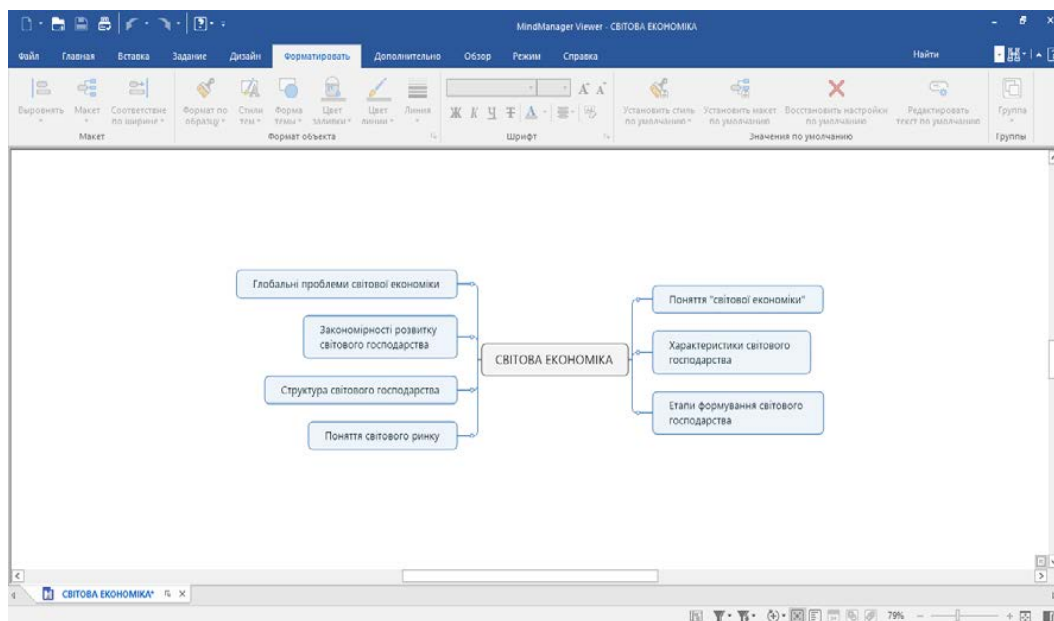 MindManager Viewer - СВІТОВА ЕКОНОМІКА
Файл Главная Вставка Задание Дизайн Форматировать Дополнительно Обзор Режим Справка Найти
Выровнять Макет Соответствие по ширине Формат по образцу Стили тем Форма темы Цвет заливки Цвет линии Линия Ж К Ч Т А А А Установить стиль по умолчанию Установить макет по умолчанию Восстановить настройки по умолчанию Редактировать текст по умолчанию Группа
Макет Формат объекта Шрифт Значения по умолчанию Группы
Глобальні проблеми світової економіки
Закономірності розвитку
світового господарства
Структура світового господарства
Поняття світового ринку
СВІТОВА ЕКОНОМІКА
Поняття "світової економіки"
Характеристики світового
господарства
Етапи формування світового
господарства
СВІТОВА ЕКОНОМІКА*
79%